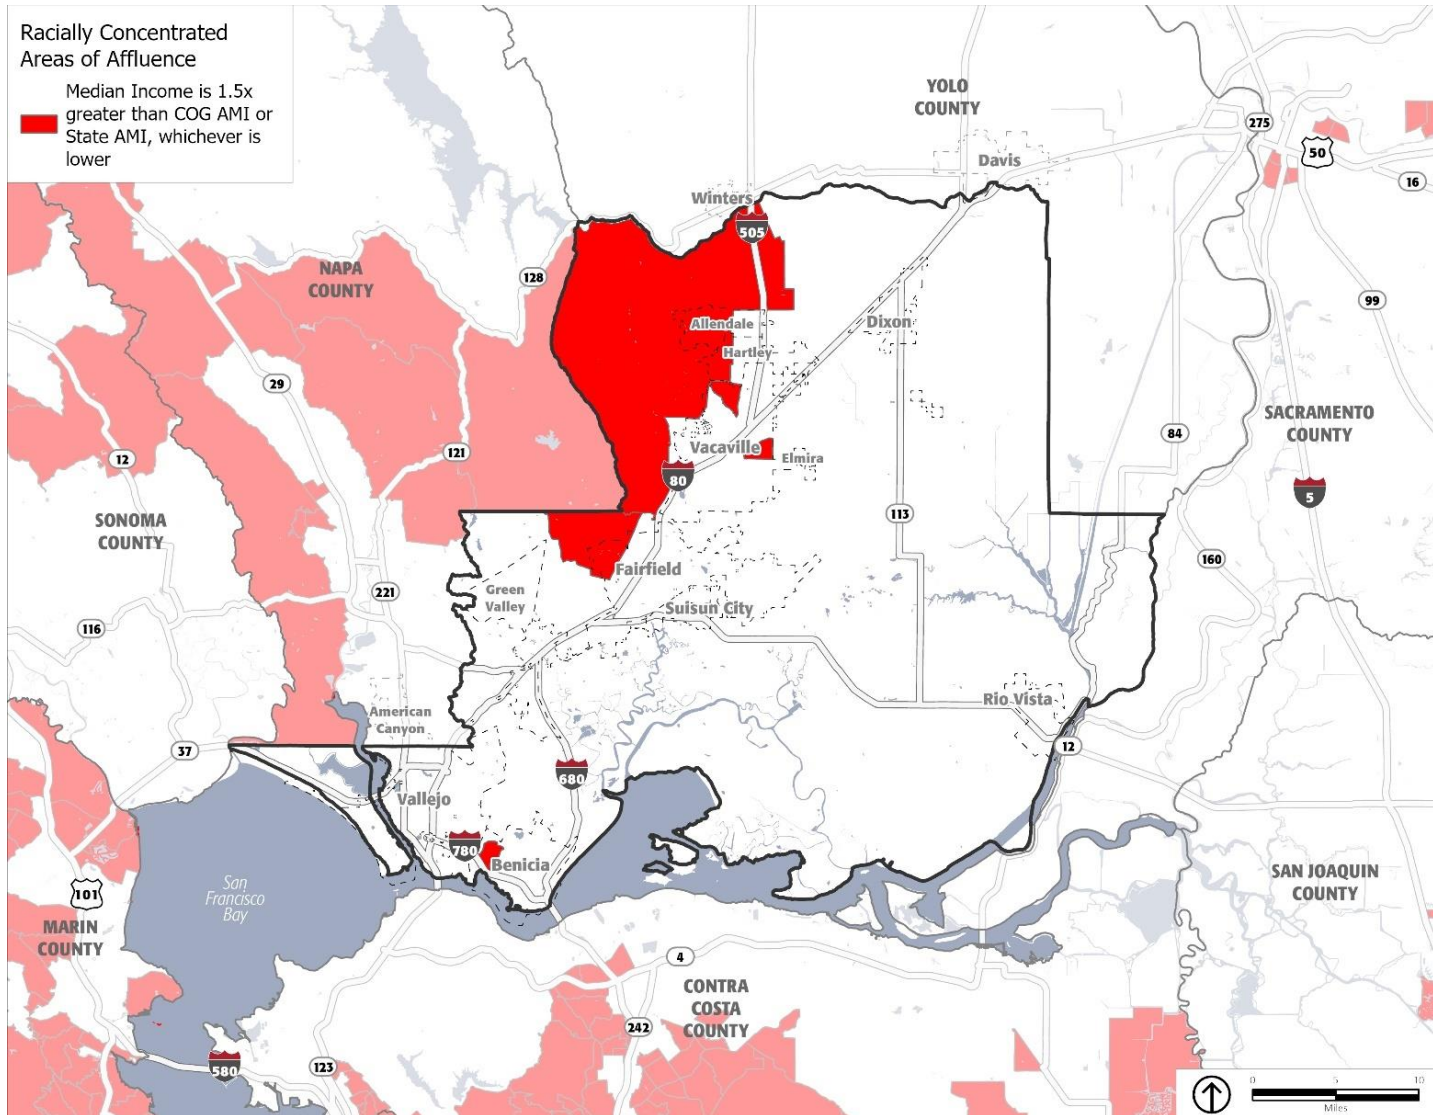 Racially Concentrated
Areas of Affluence
Median Income is 1.5x
greater than COG AMI or
State AMI, whichever is
lower
YOLO
COUNTY
275
50
Davis
16
Winters
505
NAPA
COUNTY
128
99
Allendale
Dixon
Hartley
29
SACRAMENTO
COUNTY
84
12
121
Vacaville
Elmira
80
5
SONOMA
COUNTY
113
160
Fairfield
221
Green
Valley
Suisun City
116
Rio Vista
American
Canyon
37
12
680
Vallejo
780
Benicia
San
Francisco
Bay
101
SAN JOAQUIN
COUNTY
MARIN
COUNTY
4
CONTRA
COSTA
COUNTY
242
580
123
0
5
10
Miles